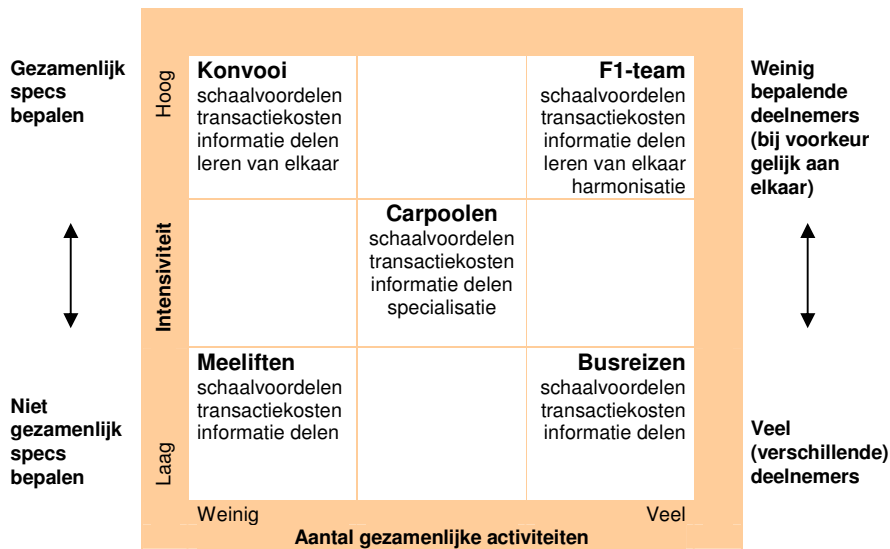 Gezamenlijk
specs
bepalen
Niet
gezamenlijk
specs
bepalen
Hoog
Intensiviteit
Laag
Konvooi
schaalvoordelen
transactiekosten
informatie delen
leren van elkaar
F1-team
schaalvoordelen
transactiekosten
informatie delen
leren van elkaar
harmonisatie
Carpoolen
schaalvoordelen
transactiekosten
informatie delen
specialisatie
Meeliften
schaalvoordelen
transactiekosten
informatie delen
Busreizen
schaalvoordelen
transactiekosten
informatie delen
Weinig
Veel
Aantal gezamenlijke activiteiten
Weinig
bepalende
deelnemers
(bij voorkeur
gelijk aan
elkaar)
Veel
(verschillende)
deelnemers